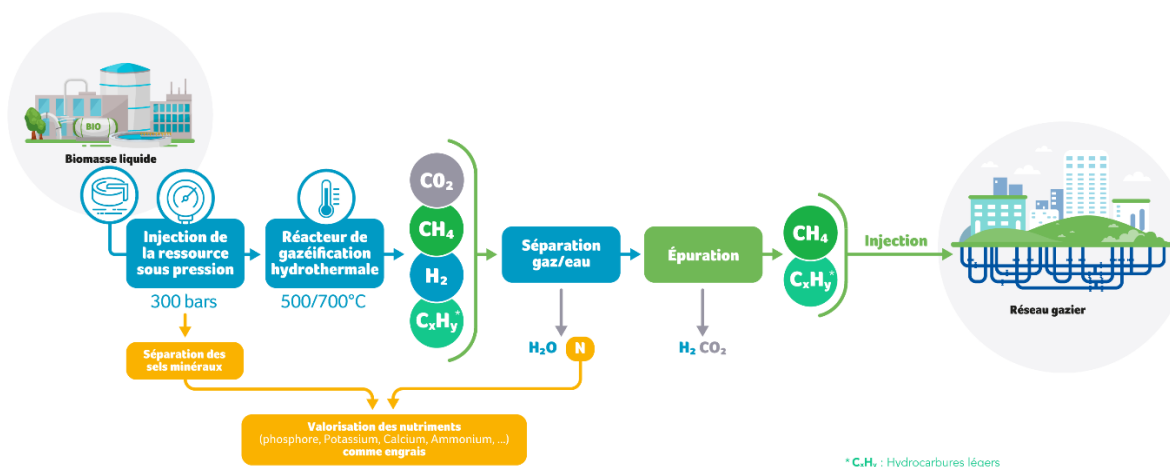 BIO
Biomasse liquide
Injection de
la ressource
sous pression
300 bars
Réacteur de
gazéification
hydrothermale
500/700°C
CO₂
CH₄
H₂
CₓHᵧ*
Séparation
gaz/eau
H₂O
N
Épuration
H₂ CO₂
CH₄
CₓHᵧ*
Injection
Réseau gazier
Séparation des
sels minéraux
Valorisation des nutriments
(phosphore, Potassium, Calcium, Ammonium, ...)
comme engrais
* CₓHᵧ : Hydrocarbures légers